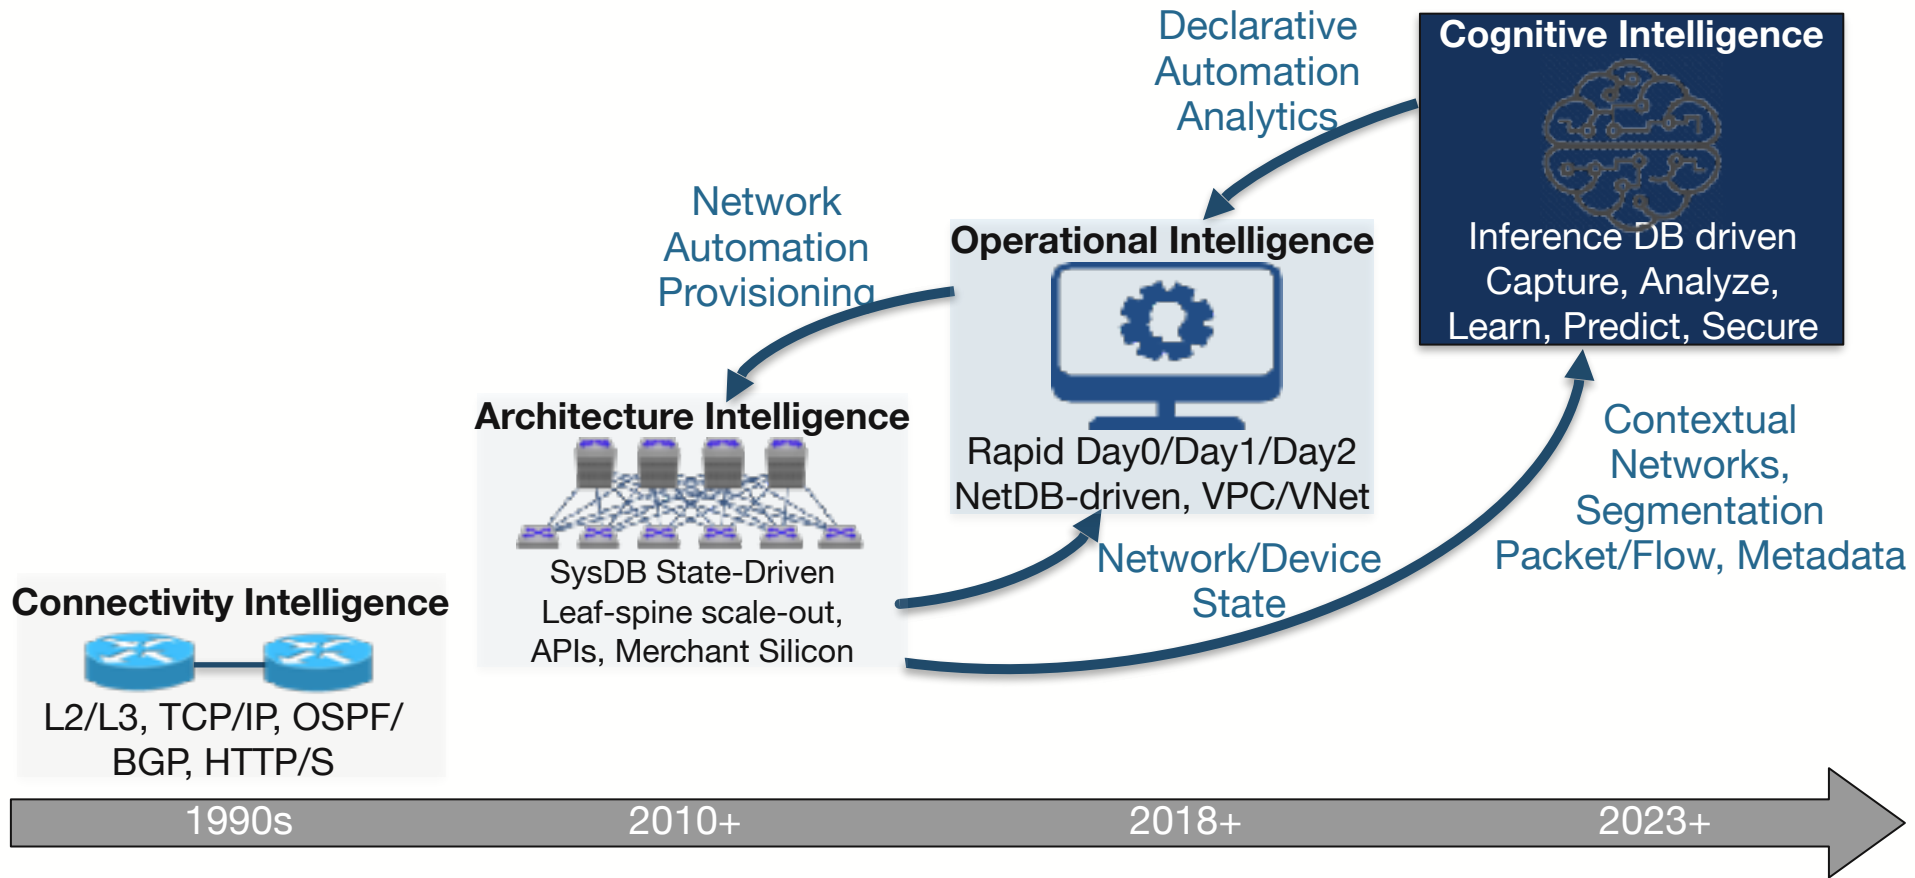 Declarative
Automation
Analytics
Cognitive Intelligence
Inference DB driven
Capture, Analyze,
Learn, Predict, Secure
Network
Automation
Provisioning
Operational Intelligence
Rapid Day0/Day1/Day2
NetDB-driven, VPC/VNet
Contextual
Networks,
Segmentation
Packet/Flow, Metadata
Architecture Intelligence
SysDB State-Driven
Leaf-spine scale-out,
APIs, Merchant Silicon
Network/Device
State
Connectivity Intelligence
L2/L3, TCP/IP, OSPF/
BGP, HTTP/S
1990s
2010+
2018+
2023+